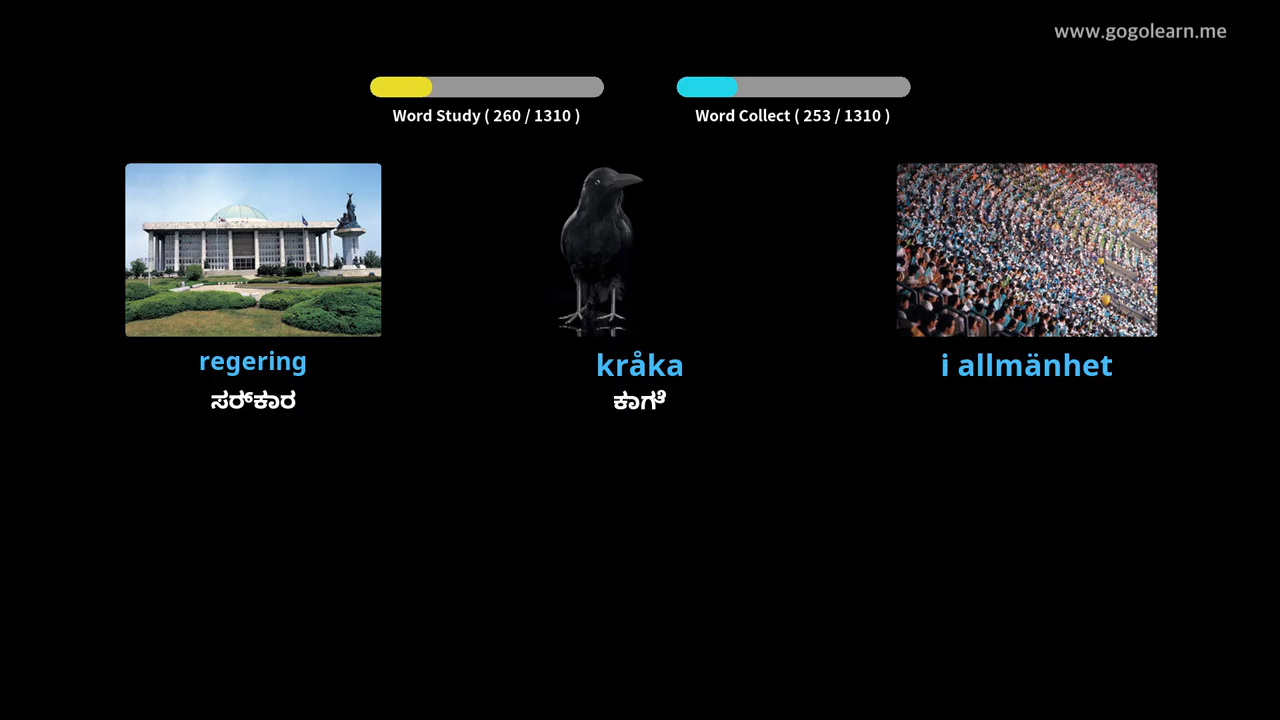 www.gogolearn.me
Word Study ( 260 / 1310 )
Word Collect ( 253 / 1310 )
regering
kråka
i allmänhet
ಸರ್ಕಾರ
ಕಾಗೆ